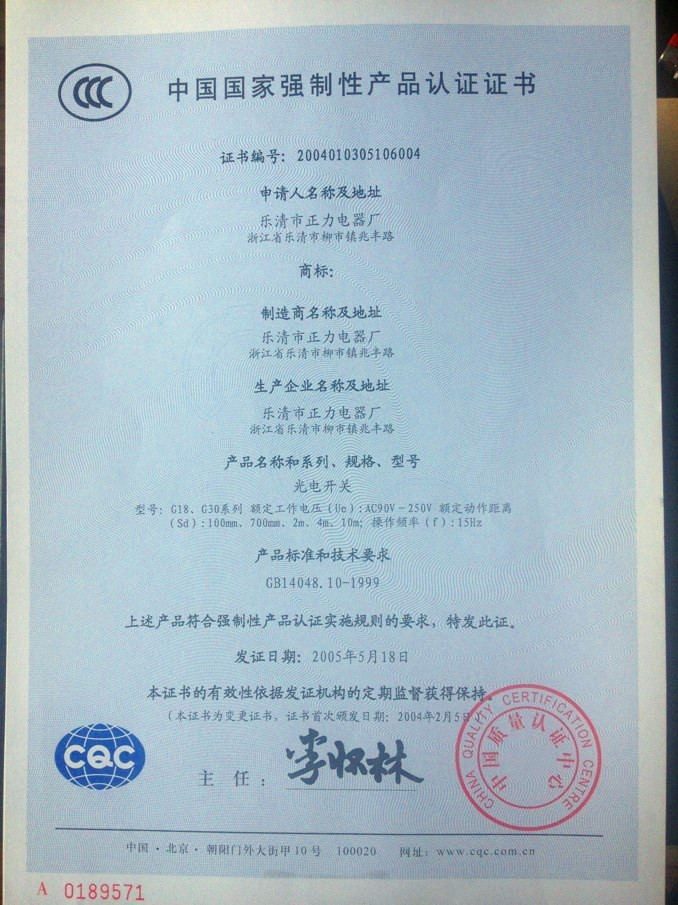 CCC
中国国家强制性产品认证证书
证书编号：2004010305106004
申请人名称及地址
乐清市正力电器厂
浙江省乐清市柳市镇兆丰路
商标：
制造商名称及地址
乐清市正力电器厂
浙江省乐清市柳市镇兆丰路
生产企业名称及地址
乐清市正力电器厂
浙江省乐清市柳市镇兆丰路
产品名称和系列、规格、型号
光电开关
型号：G18、G30系列 额定工作电压(Ue):AC90V-250V 额定动作距离
(Sd):100mm、700mm、2m、4m、10m；操作频率(f):15Hz
产品标准和技术要求
GB14048.10-1999
上述产品符合强制性产品认证实施规则的要求，特发此证。
发证日期：2005年5月18日
本证书的有效性依据发证机构的定期监督获得保持。
(本证书为变更证书，证书首次颁发日期：2004年2月5日)
CHINA QUALITY CERTIFICATION CENTRE
中国质量认证中心
CQC
主任：李怀林
中国·北京·朝阳门外大街甲10号 100020 网址：www.cqc.com.cn
A 0189571